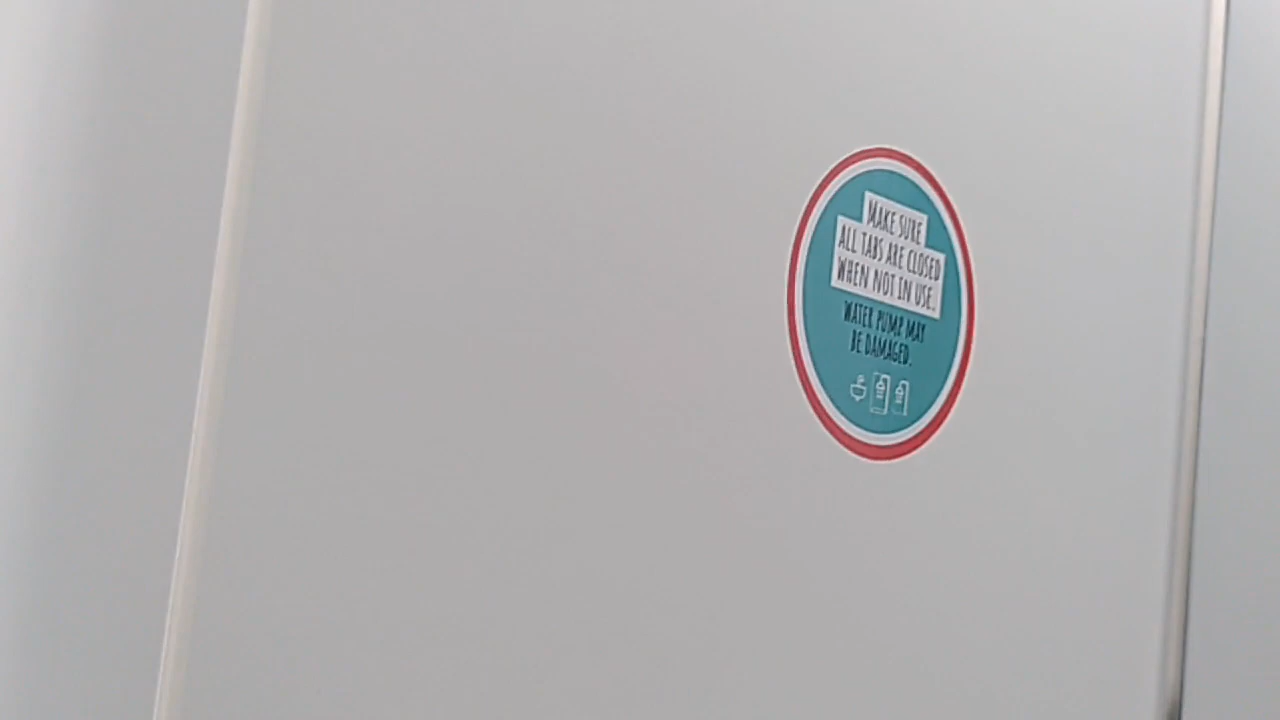 MAKE SURE
ALL TABS ARE CLOSED
WHEN NOT IN USE.
WATER PUMP MAY
BE DAMAGED.